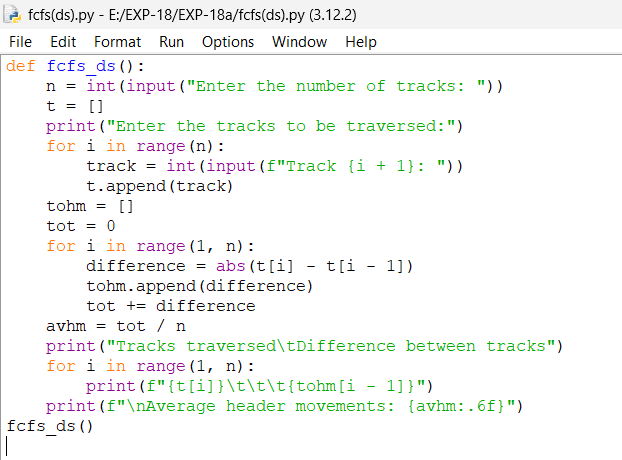 fcfs(ds).py - E:/EXP-18/EXP-18a/fcfs(ds).py (3.12.2)
File Edit Format Run Options Window Help
def fcfs_ds():
    n = int(input("Enter the number of tracks: "))
    t = []
    print("Enter the tracks to be traversed:")
    for i in range(n):
        track = int(input(f"Track {i + 1}: "))
        t.append(track)
    tohm = []
    tot = 0
    for i in range(1, n):
        difference = abs(t[i] - t[i - 1])
        tohm.append(difference)
        tot += difference
    avhm = tot / n
    print("Tracks traversed\tDifference between tracks")
    for i in range(1, n):
        print(f"{t[i]}\t\t\t{tohm[i - 1]}")
    print(f"\nAverage header movements: {avhm:.6f}")
fcfs_ds()